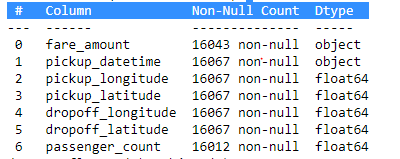 #   Column             Non-Null Count  Dtype
---  ------             --------------  -----
0   fare_amount        16043 non-null  object
1   pickup_datetime    16067 non-null  object
2   pickup_longitude   16067 non-null  float64
3   pickup_latitude    16067 non-null  float64
4   dropoff_longitude  16067 non-null  float64
5   dropoff_latitude   16067 non-null  float64
6   passenger_count    16012 non-null  float64